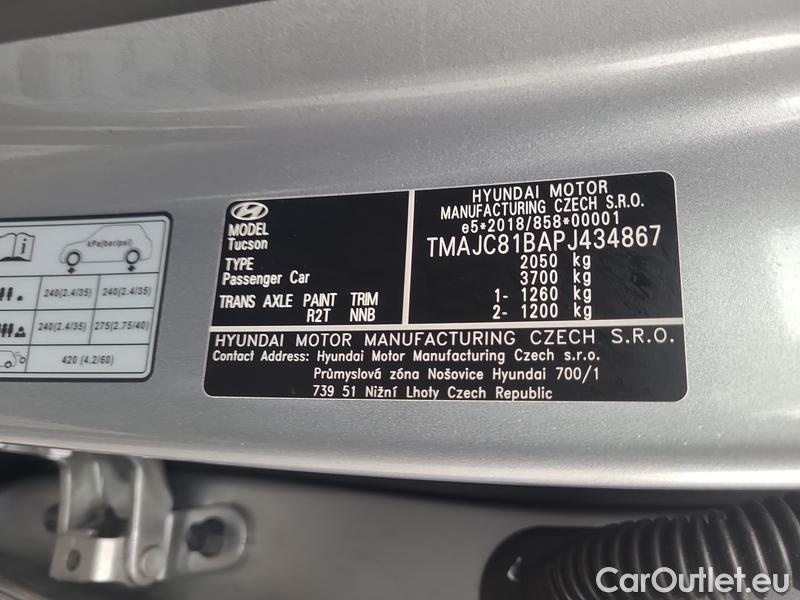 kPa(bar/psi)
240(2.4/35) 240(2.4/35)
240(2.4/35) 275(2.75/40)
420 (4.2/60)
MODEL
Tucson
TYPE
Passenger Car
TRANS AXLE PAINT TRIM
R2T NNB
HYUNDAI MOTOR
MANUFACTURING CZECH S.R.O.
e5*2018/858*00001
TMAJC81BAPJ434867
2050 kg
3700 kg
1- 1260 kg
2- 1200 kg
HYUNDAI MOTOR MANUFACTURING CZECH S.R.O.
Contact Address: Hyundai Motor Manufacturing Czech s.r.o.
Průmyslová zóna Nošovice Hyundai 700/1
739 51 Nižní Lhoty Czech Republic
CarOutlet.eu